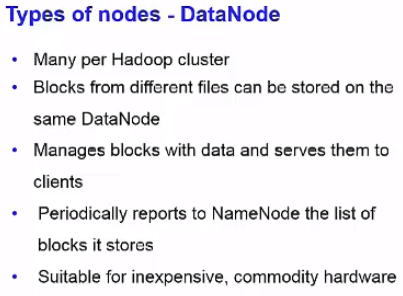 Types of nodes - DataNode
• Many per Hadoop cluster
• Blocks from different files can be stored on the
same DataNode
• Manages blocks with data and serves them to
clients
• Periodically reports to NameNode the list of
blocks it stores
• Suitable for inexpensive, commodity hardware